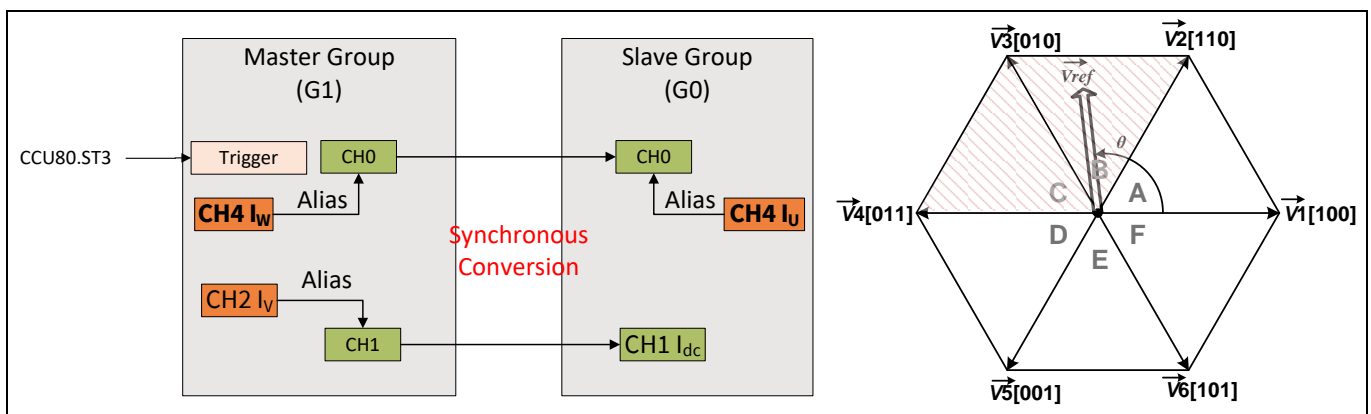 Master Group
(G1)
Slave Group
(G0)
CCU80.ST3
Trigger
CH0
CH0
Alias
Alias
CH4 IW
CH4 IU
Synchronous
Conversion
Alias
CH2 IV
CH1
CH1 Idc
V3[010]
V2[110]
Vref
θ
B
C
A
V4[011]
V1[100]
D
F
E
V5[001]
V6[101]